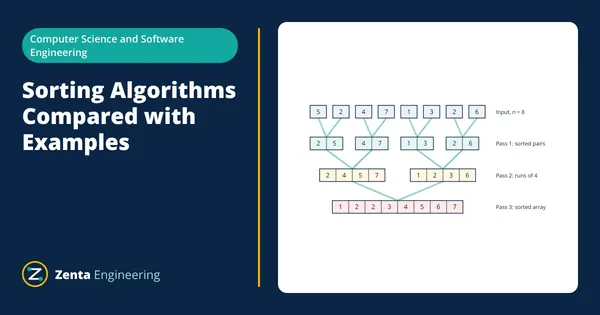 Computer Science and Software
Engineering
Sorting Algorithms
Compared with
Examples
Zenta Engineering
5 2 4 7 1 3 2 6 Input, n = 8
2 5 4 7 1 3 2 6 Pass 1: sorted pairs
2 4 5 7 1 2 3 6 Pass 2: runs of 4
1 2 2 3 4 5 6 7 Pass 3: sorted array